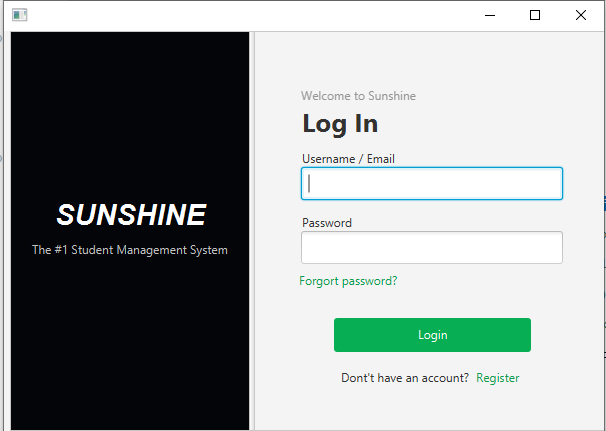 SUNSHINE
The #1 Student Management System
Welcome to Sunshine
Log In
Username / Email
Password
Forgort password?
Login
Dont't have an account? Register